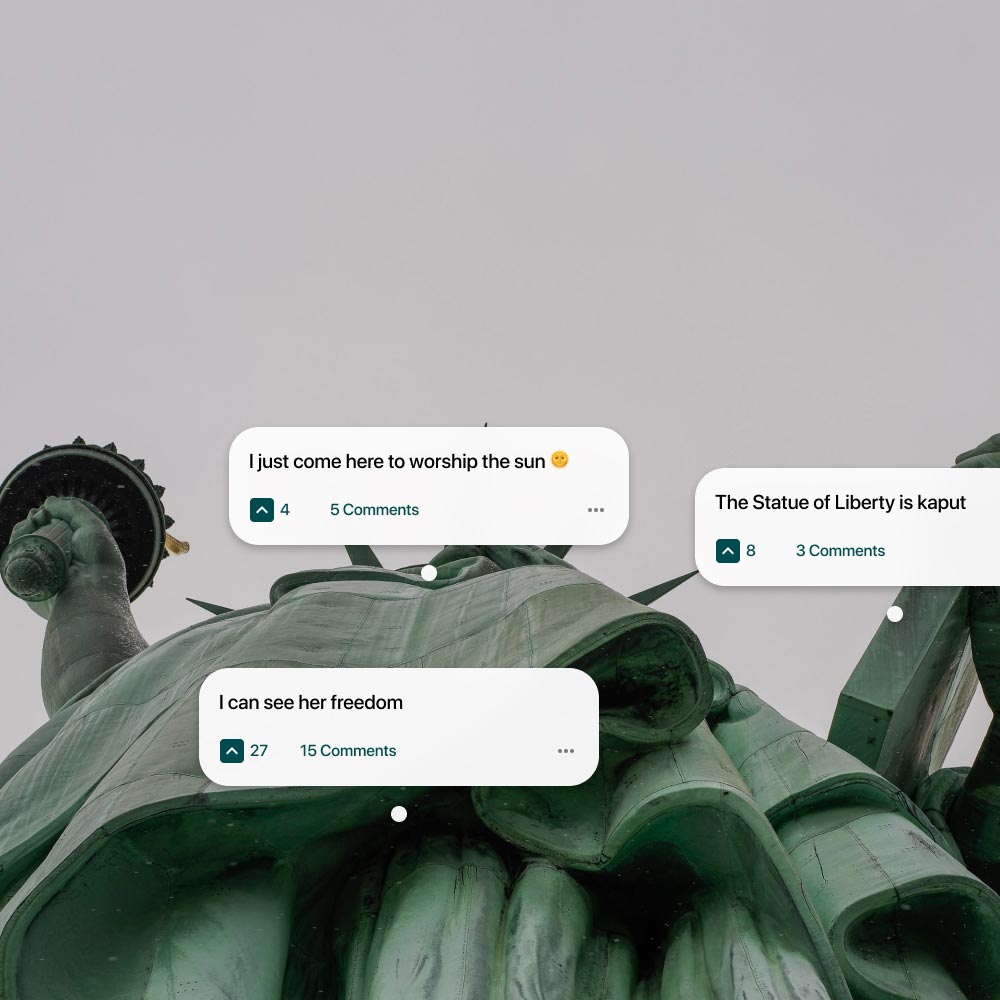 I just come here to worship the sun 🌞
4 5 Comments
The Statue of Liberty is kaput
8 3 Comments
I can see her freedom
27 15 Comments